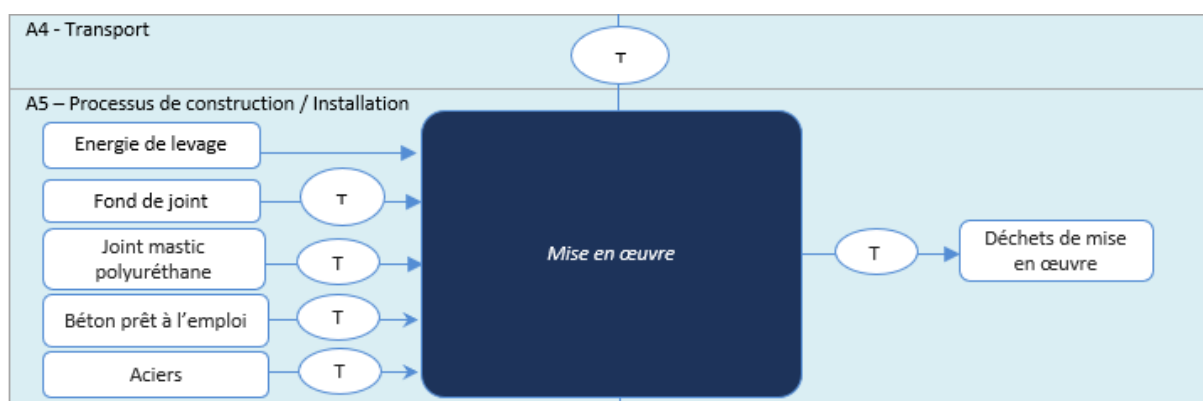 A4 - Transport
T
A5 – Processus de construction / Installation
Energie de levage
Fond de joint
T
Joint mastic
polyuréthane
T
Mise en œuvre
T
Déchets de mise
en œuvre
Béton prêt à l’emploi
T
Aciers
T